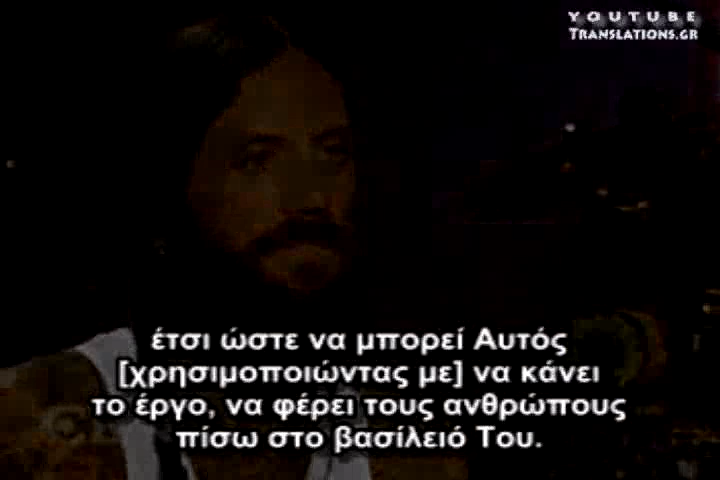 YOUTUBE
TRANSLATIONS.GR
έτσι ώστε να μπορεί Αυτός
[χρησιμοποιώντας με] να κάνει
το έργο, να φέρει τους ανθρώπους
πίσω στο βασίλειό Του.